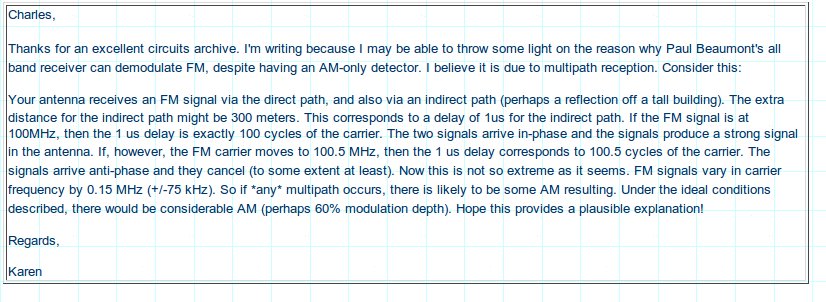 Charles,
Thanks for an excellent circuits archive. I'm writing because I may be able to throw some light on the reason why Paul Beaumont's all
band receiver can demodulate FM, despite having an AM-only detector. I believe it is due to multipath reception. Consider this:
Your antenna receives an FM signal via the direct path, and also via an indirect path (perhaps a reflection off a tall building). The extra
distance for the indirect path might be 300 meters. This corresponds to a delay of 1us for the indirect path. If the FM signal is at
100MHz, then the 1 us delay is exactly 100 cycles of the carrier. The two signals arrive in-phase and the signals produce a strong signal
in the antenna. If, however, the FM carrier moves to 100.5 MHz, then the 1 us delay corresponds to 100.5 cycles of the carrier. The
signals arrive anti-phase and they cancel (to some extent at least). Now this is not so extreme as it seems. FM signals vary in carrier
frequency by 0.15 MHz (+/-75 kHz). So if *any* multipath occurs, there is likely to be some AM resulting. Under the ideal conditions
described, there would be considerable AM (perhaps 60% modulation depth). Hope this provides a plausible explanation!
Regards,
Karen